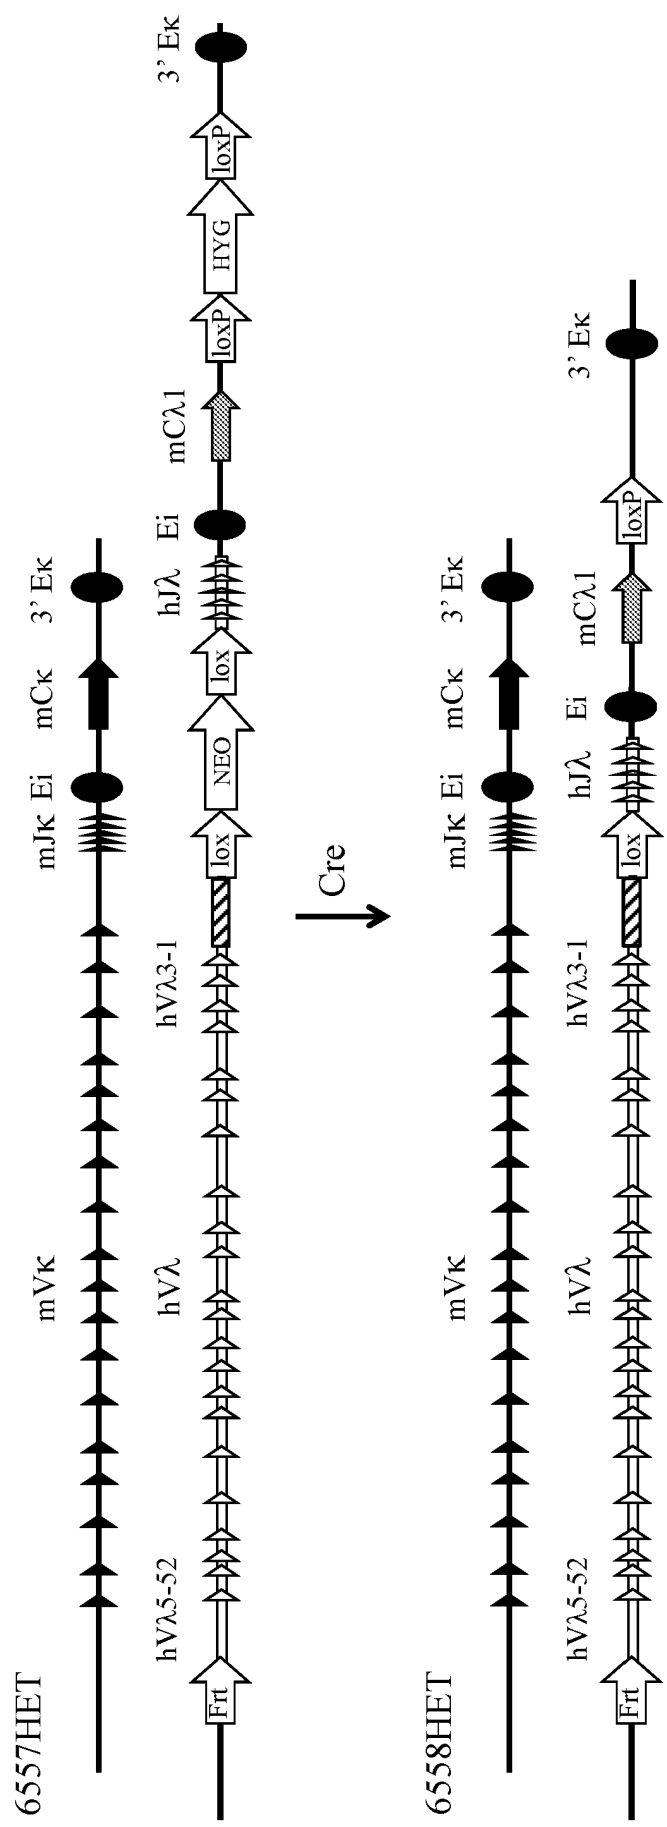 6557HET
mVκ mJκ Ei mCκ 3’ Eκ
hVλ5-52 hVλ hVλ3-1 hJλ Ei mCλ1 3’ Eκ
Frt lox NEO lox loxP HYG loxP
Cre
6558HET
mVκ mJκ Ei mCκ 3’ Eκ
hVλ5-52 hVλ hVλ3-1 hJλ Ei mCλ1 3’ Eκ
Frt lox loxP